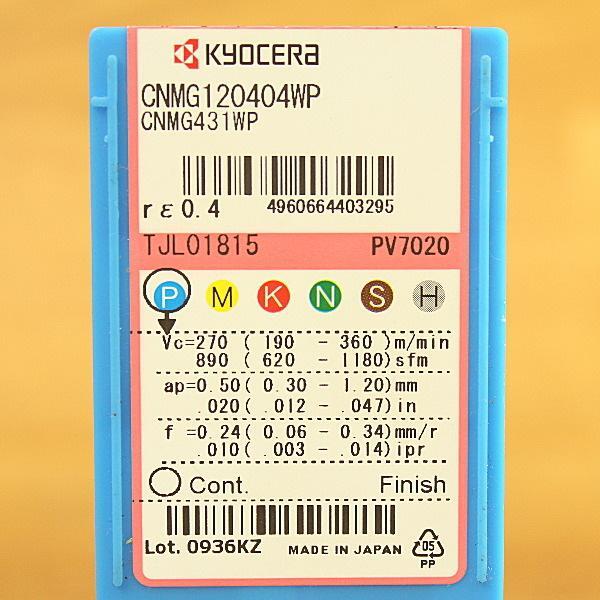 KYOCERA
CNMG120404WP
CNMG431WP
rε0.4 4960664403295
TJL01815 PV7020
P M K N S H
Vc=270 ( 190 - 360 )m/min
890 ( 620 - 1180)sfm
ap=0.50( 0.30 - 1.20)mm
.020( .012 - .047)in
f =0.24( 0.06 - 0.34)mm/r
.010( .003 - .014)ipr
Cont. Finish
Lot. 0936KZ MADE IN JAPAN 05
PP